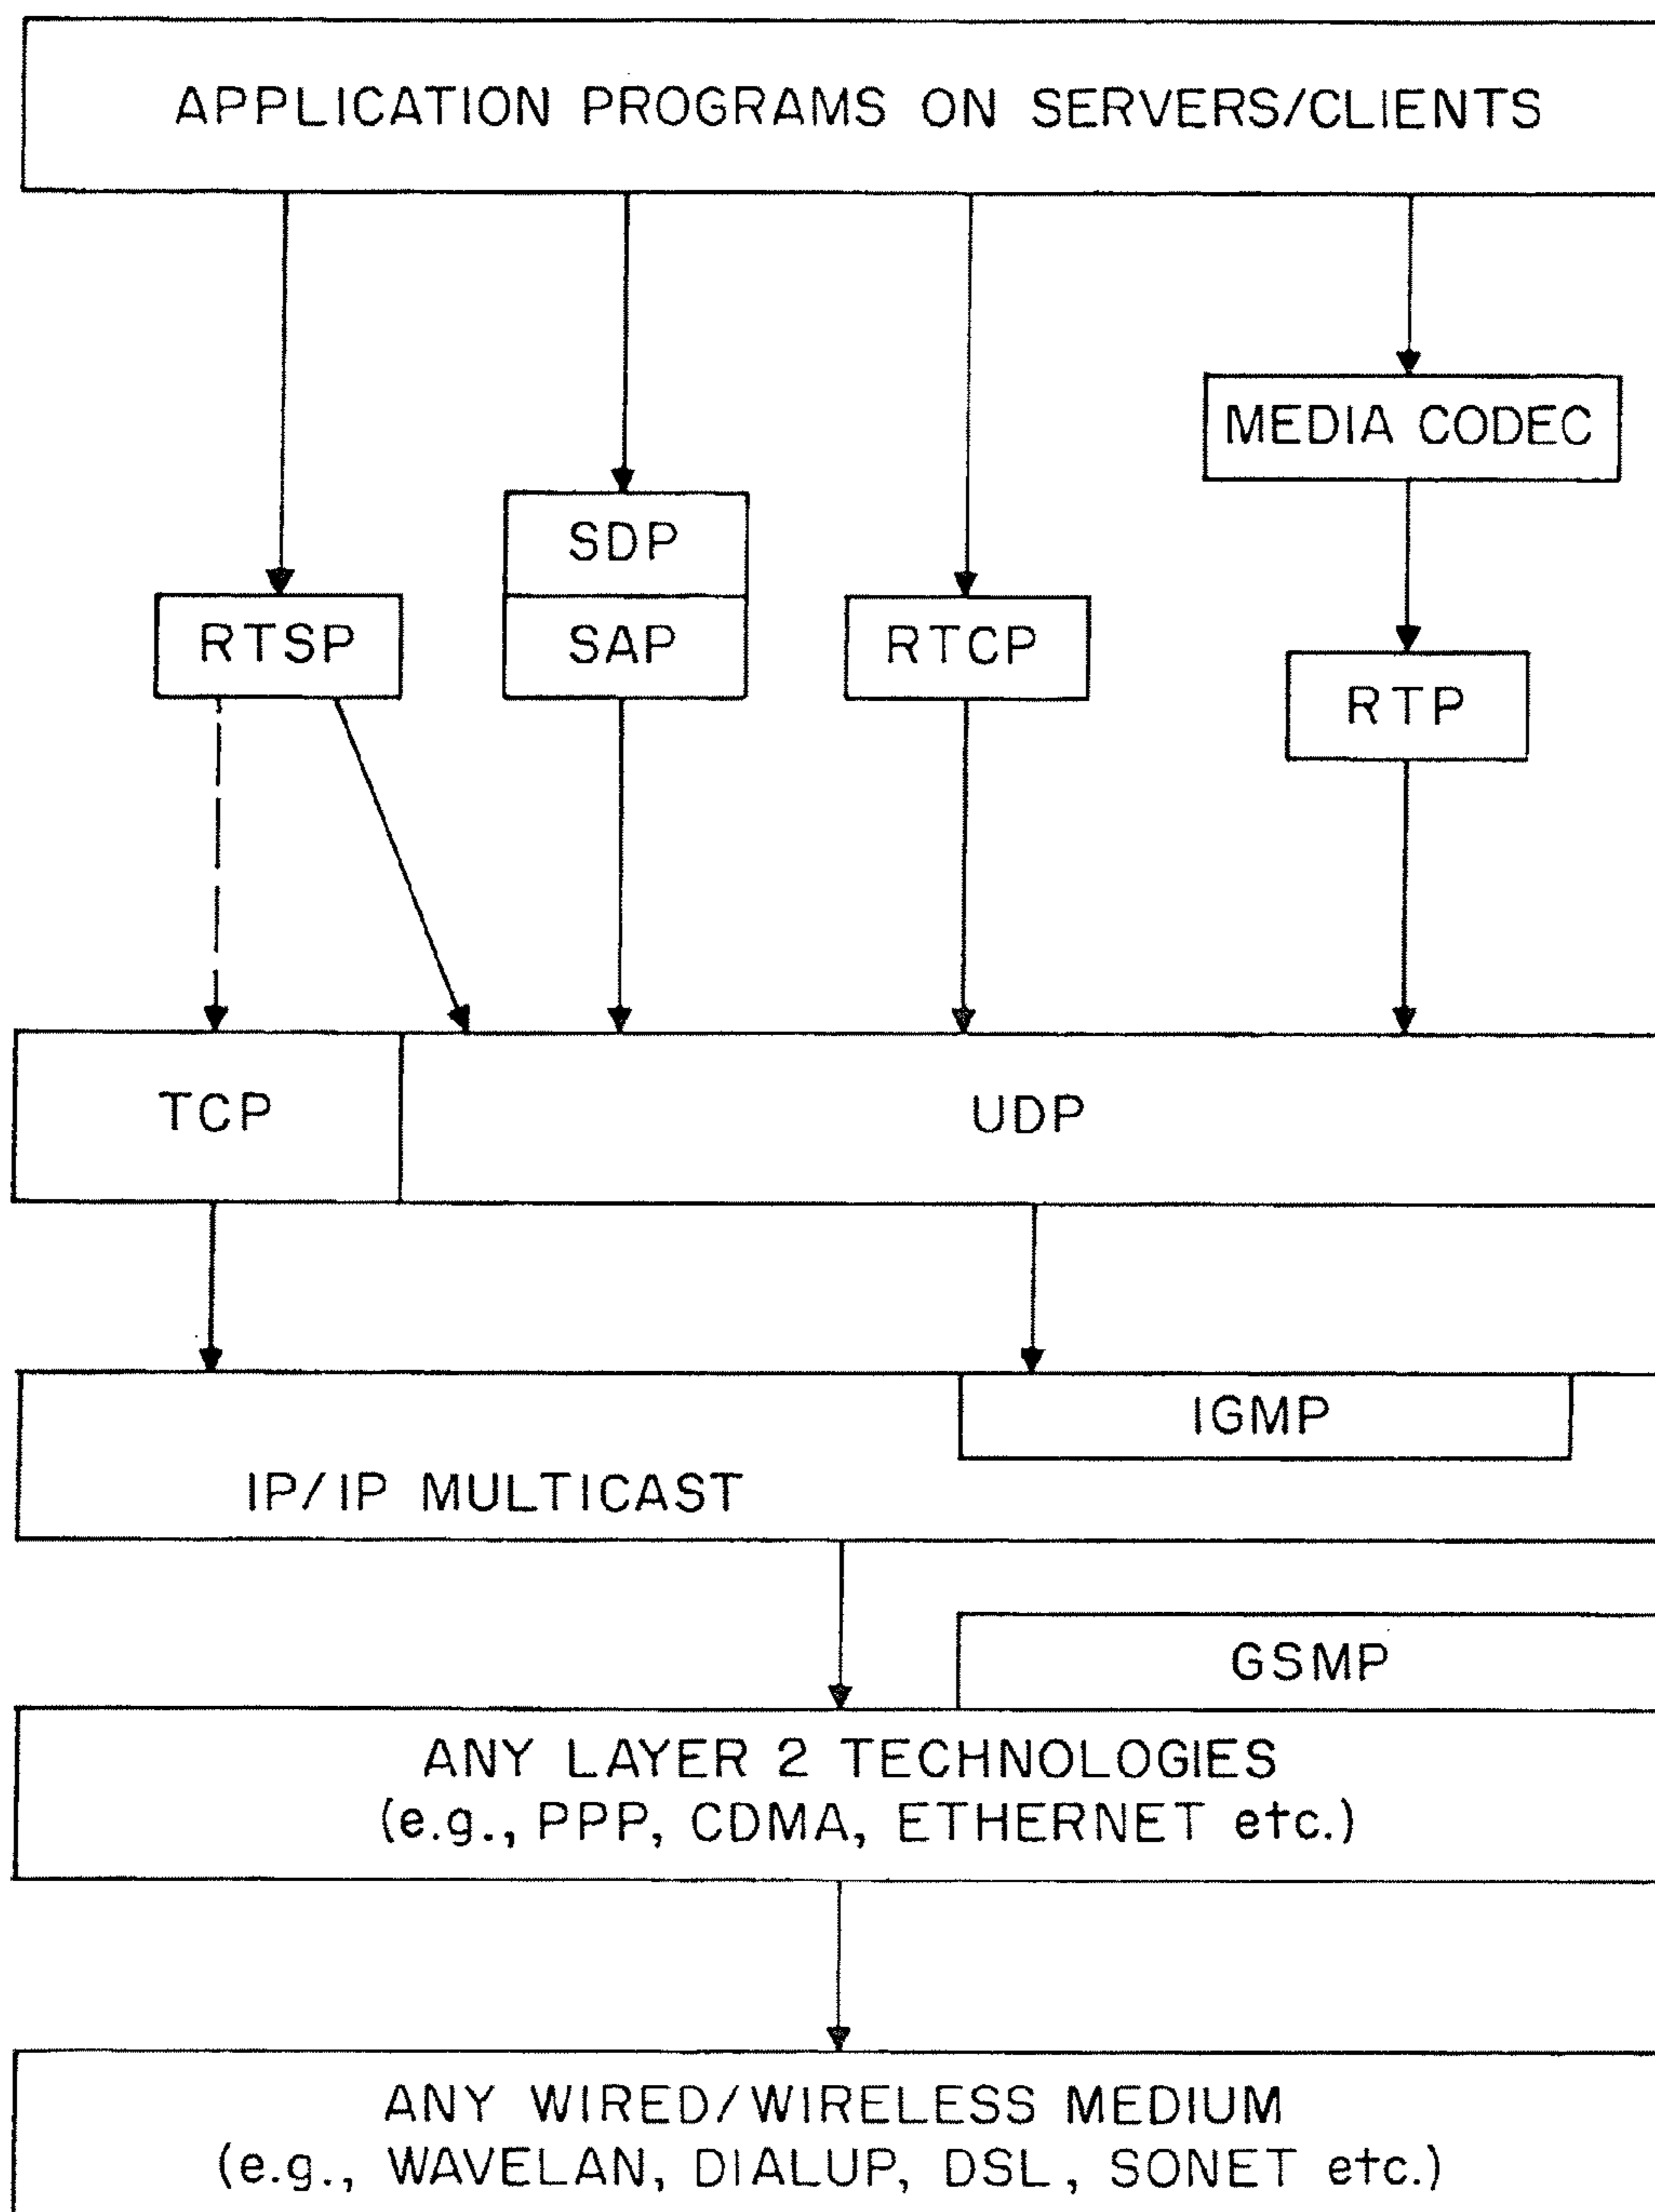 APPLICATION PROGRAMS ON SERVERS/CLIENTS
MEDIA CODEC
SDP
RTSP
SAP
RTCP
RTP
TCP
UDP
IGMP
IP/IP MULTICAST
GSMP
ANY LAYER 2 TECHNOLOGIES
(e.g., PPP, CDMA, ETHERNET etc.)
ANY WIRED/WIRELESS MEDIUM
(e.g., WAVELAN, DIALUP, DSL, SONET etc.)